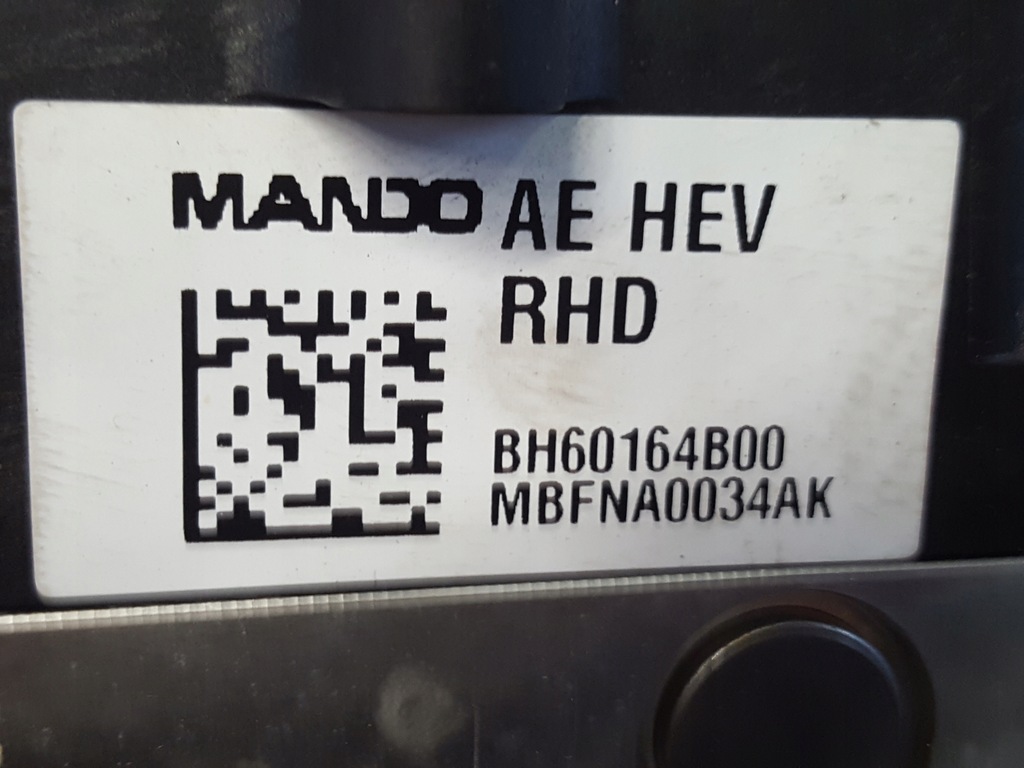 MANDO AE HEV
RHD
BH60164B00
MBFNA0034AK